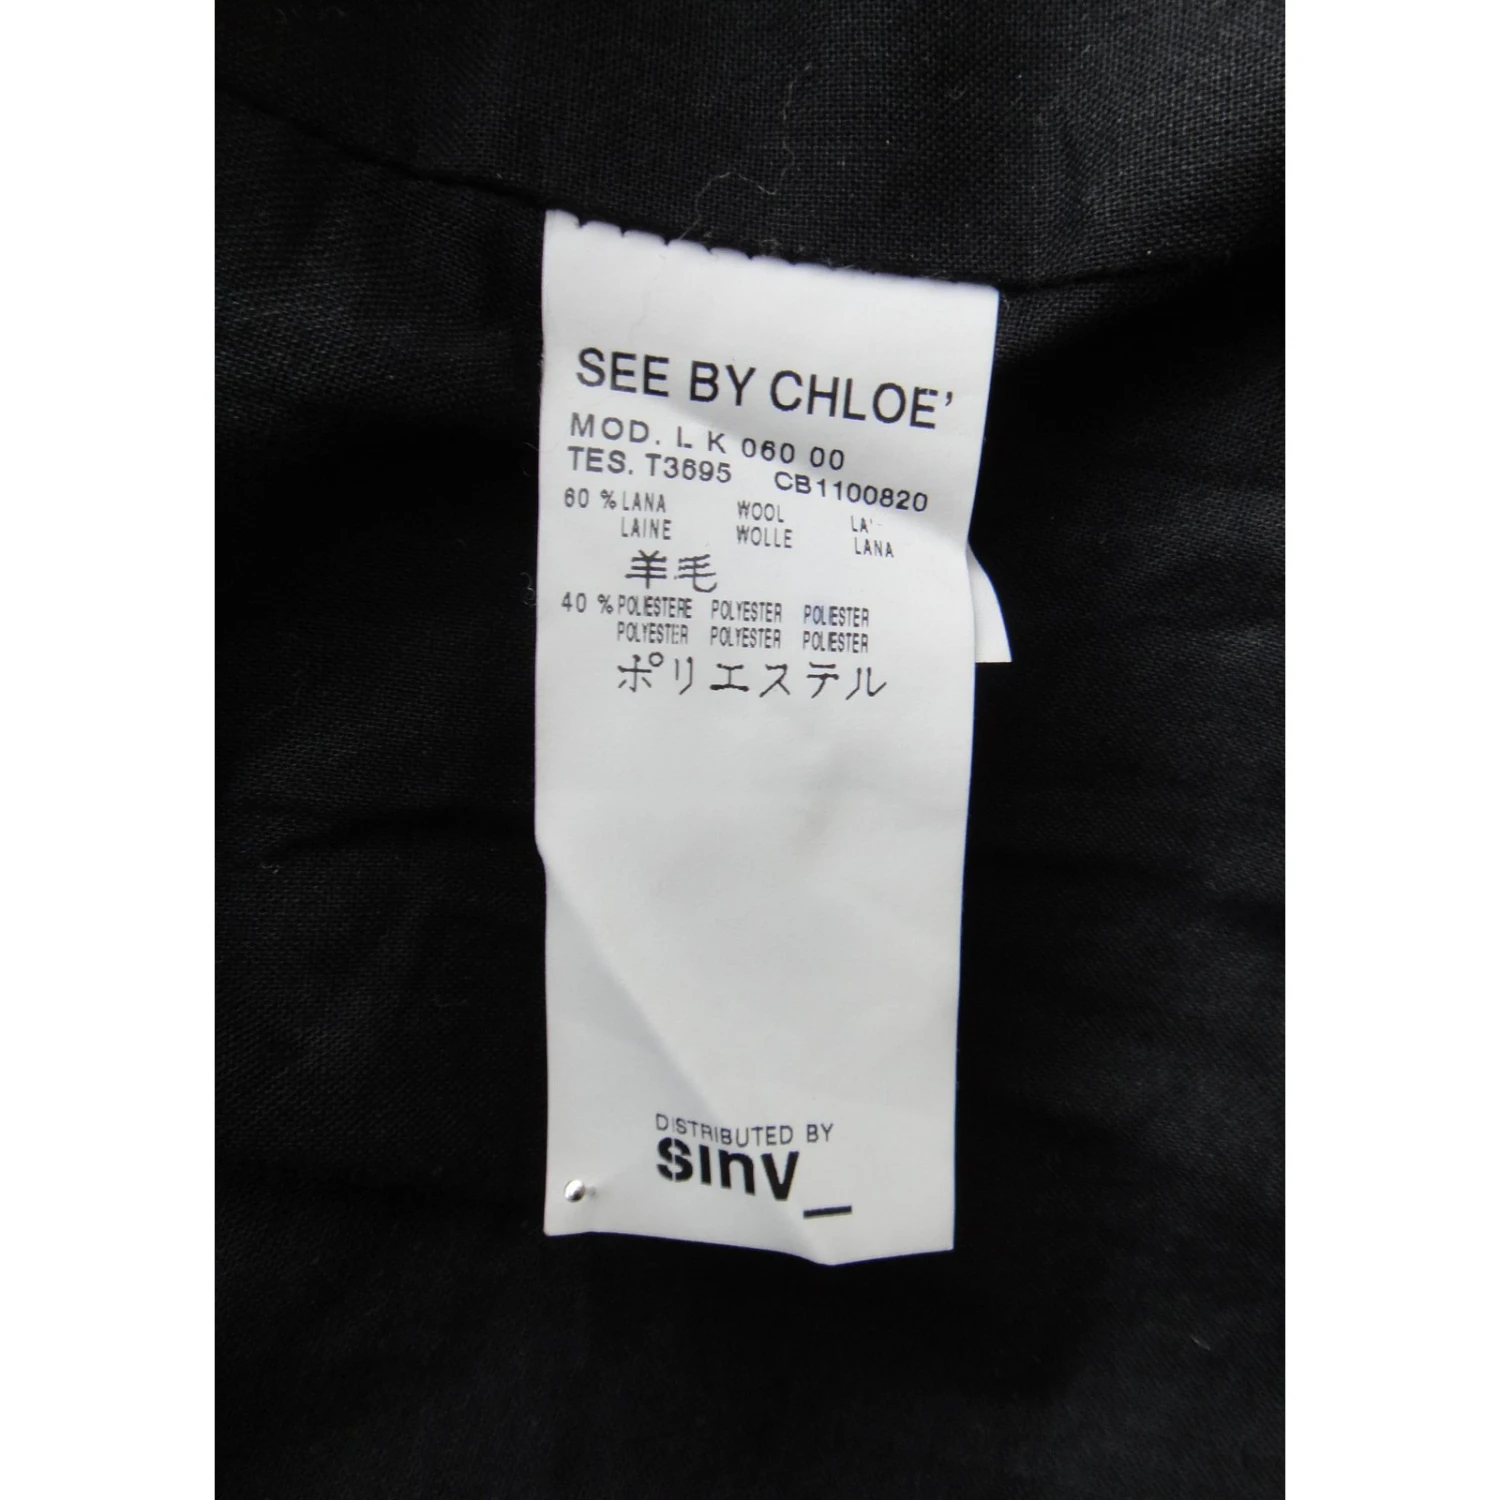 SEE BY CHLOE'
MOD. L K 060 00
TES. T3695 CB1100820
60 % LANA WOOL
LAINE WOLLE LANA
羊毛
40 % POLIESTERE POLYESTER POLIESTER
POLYESTER POLYESTER POLIESTER
ポリエステル
DISTRIBUTED BY
sinv_